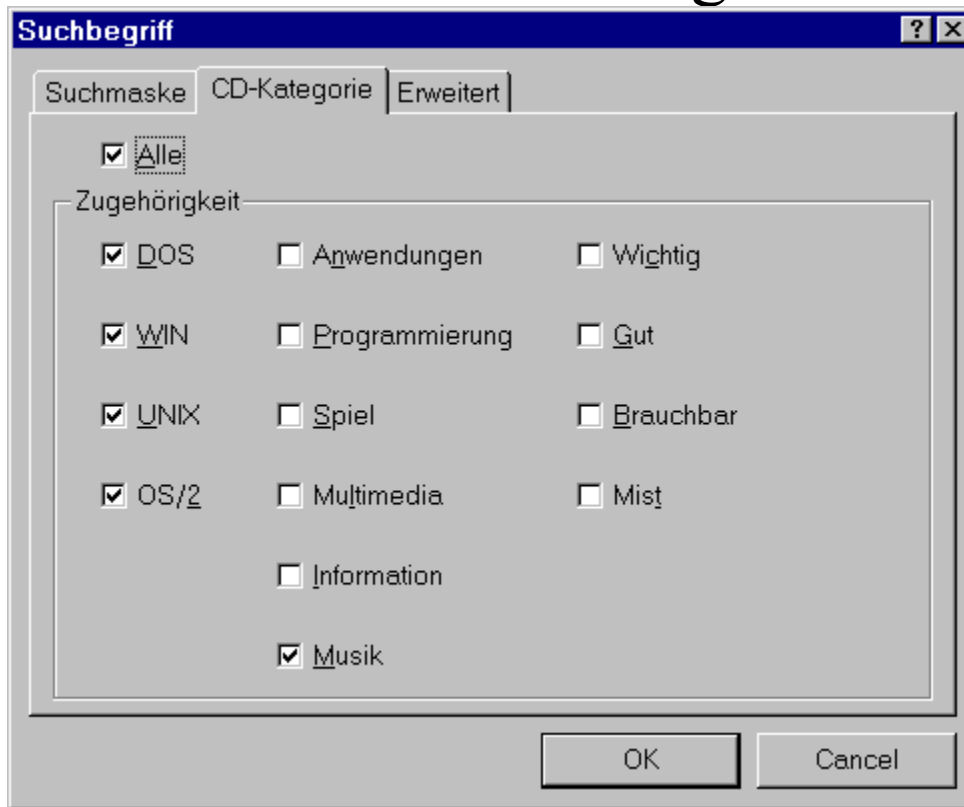 Suchbegriff
Suchmaske CD-Kategorie Erweitert
Alle
Zugehörigkeit
DOS Anwendungen Wichtig
WIN Programmierung Gut
UNIX Spiel Brauchbar
OS/2 Multimedia Mist
Information
Musik
OK Cancel